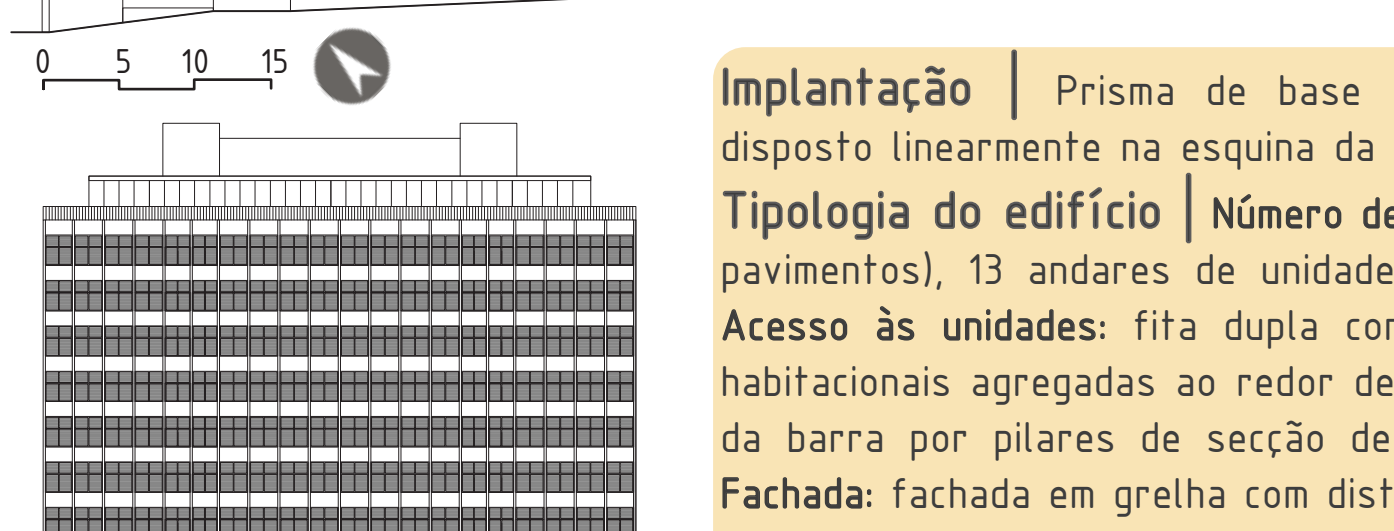 0 5 10 15
Implantação | Prisma de base
disposto linearmente na esquina da
Tipologia do edifício | Número de
pavimentos), 13 andares de unidade
Acesso às unidades: fita dupla co
habitacionais agregadas ao redor de
da barra por pilares de secção de
Fachada: fachada em grelha com dist